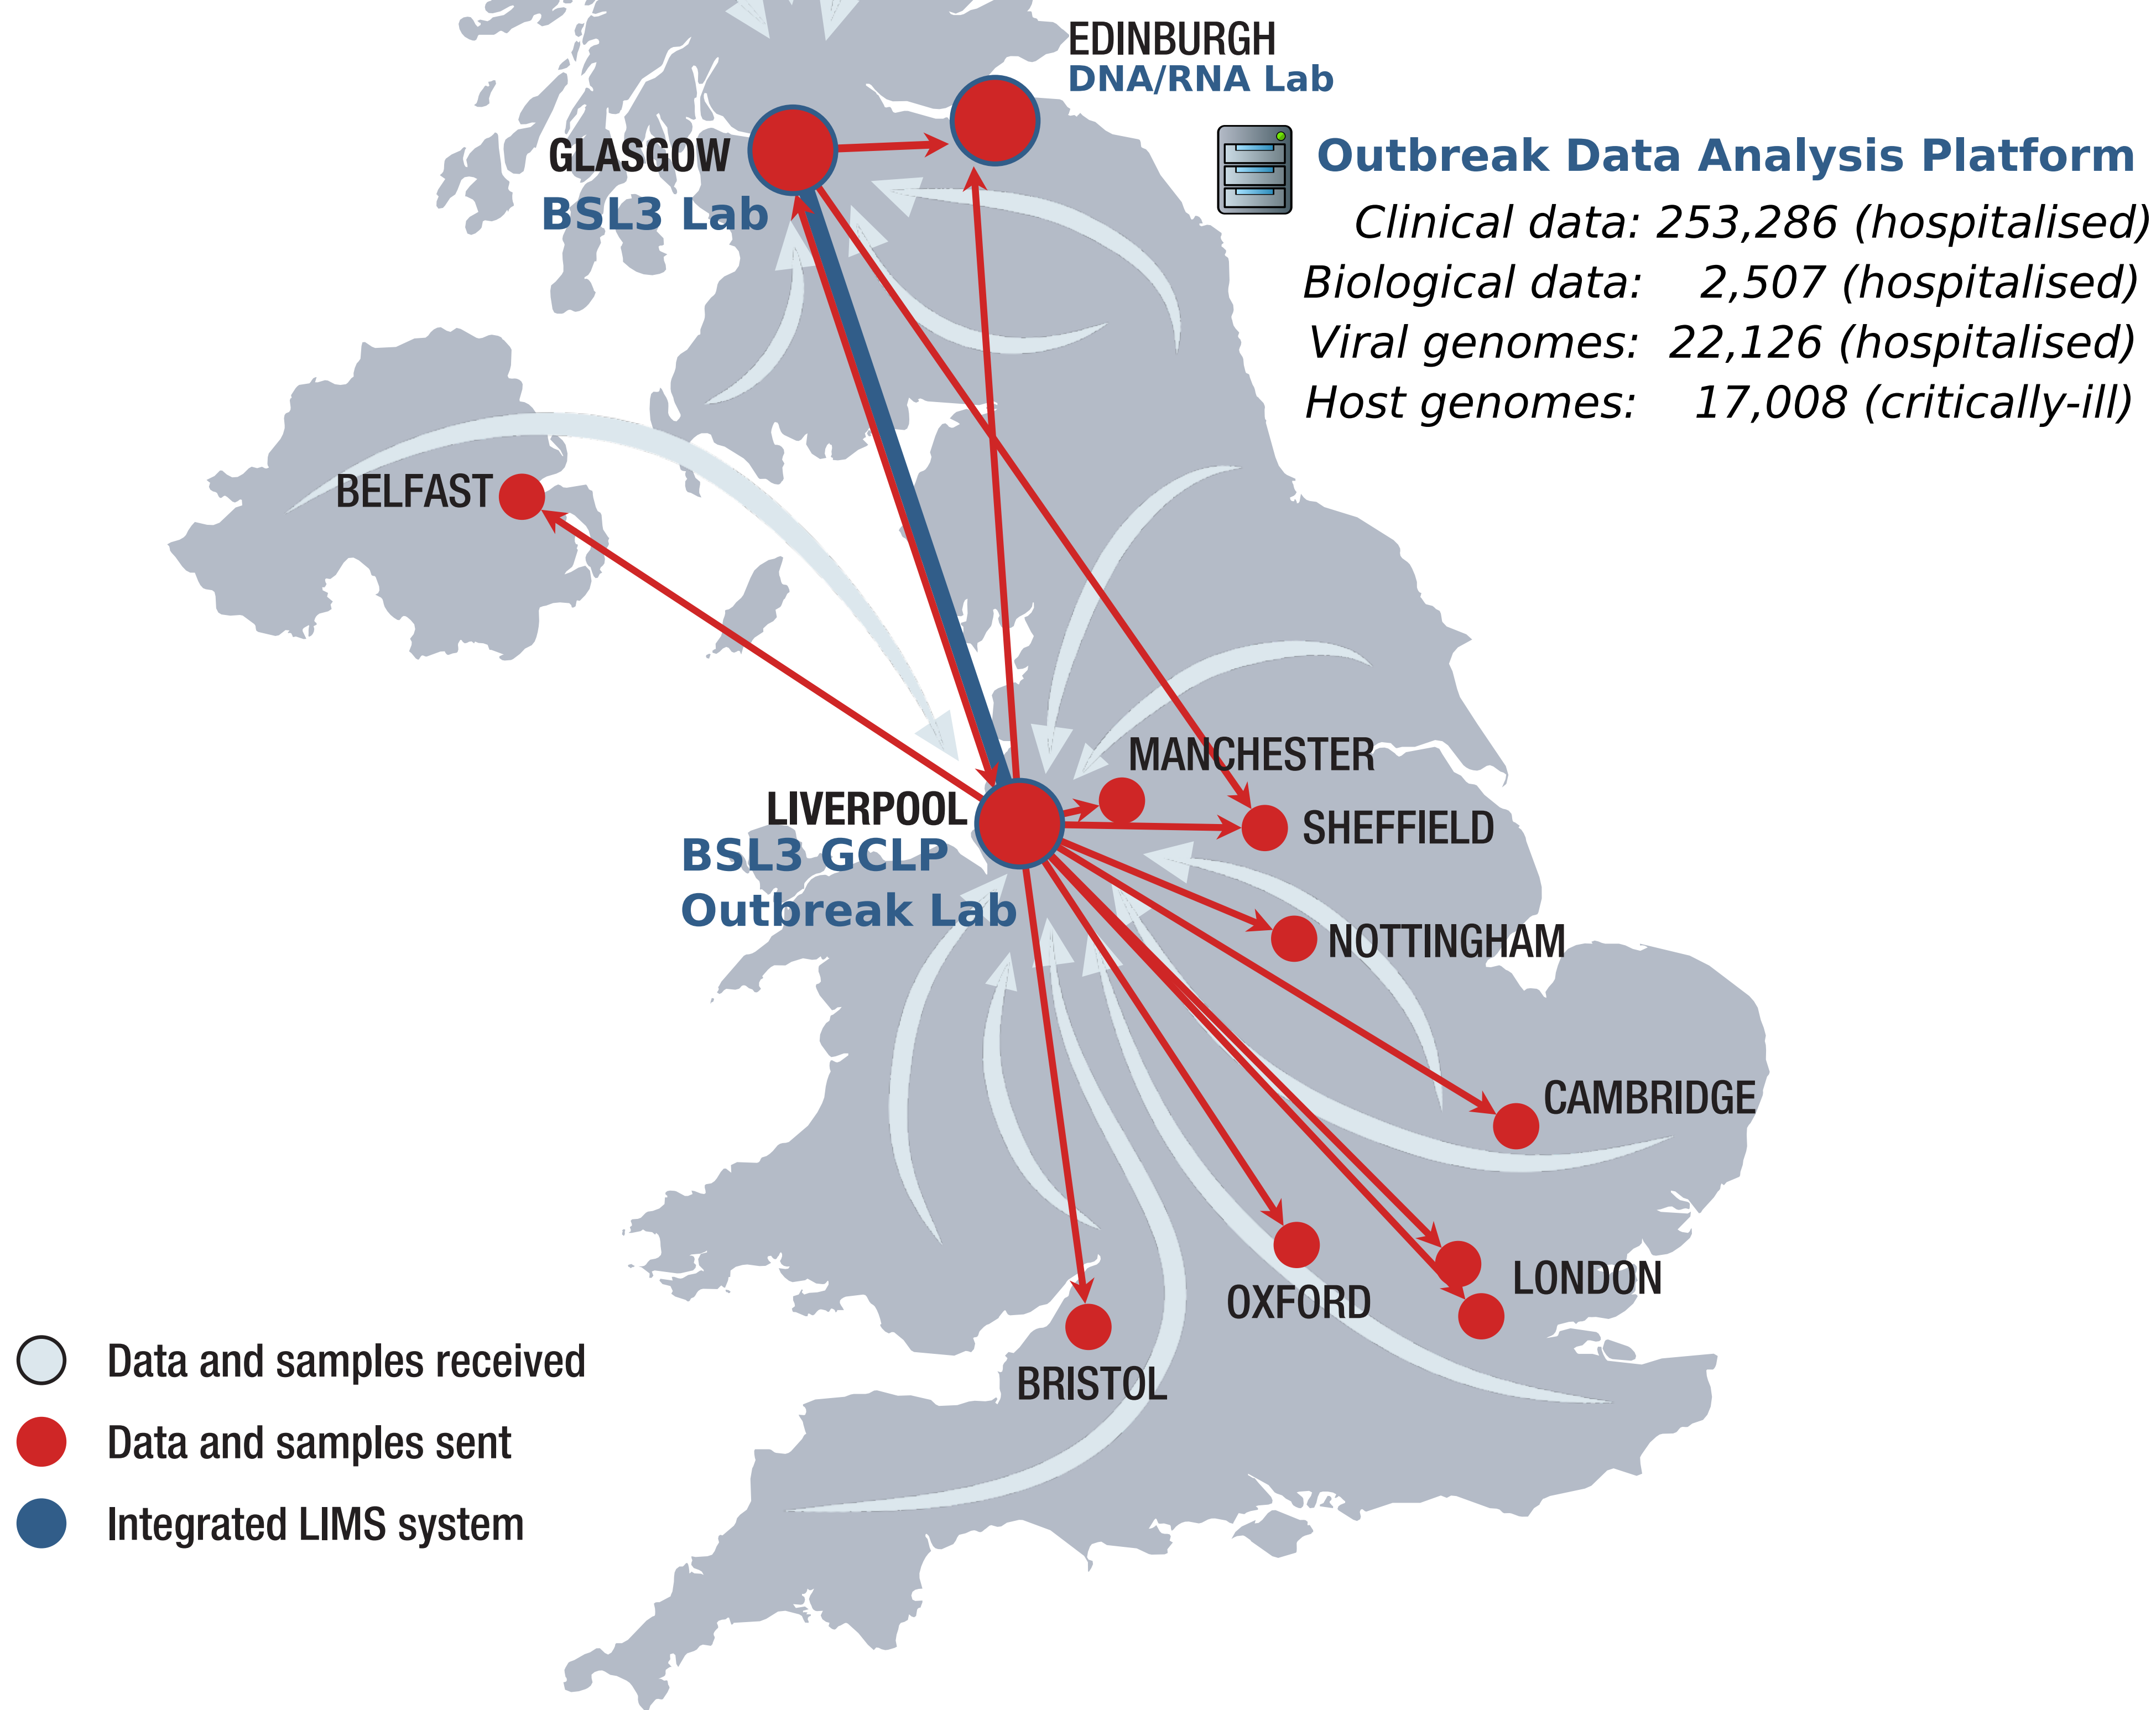 EDINBURGH
DNA/RNA Lab
GLASGOW
BSL3 Lab
Outbreak Data Analysis Platform
Clinical data: 253,286 (hospitalised)
Biological data: 2,507 (hospitalised)
Viral genomes: 22,126 (hospitalised)
Host genomes: 17,008 (critically-ill)
BELFAST
MANCHESTER
LIVERPOOL
BSL3 GCLP
Outbreak Lab
SHEFFIELD
NOTTINGHAM
CAMBRIDGE
LONDON
OXFORD
BRISTOL
Data and samples received
Data and samples sent
Integrated LIMS system